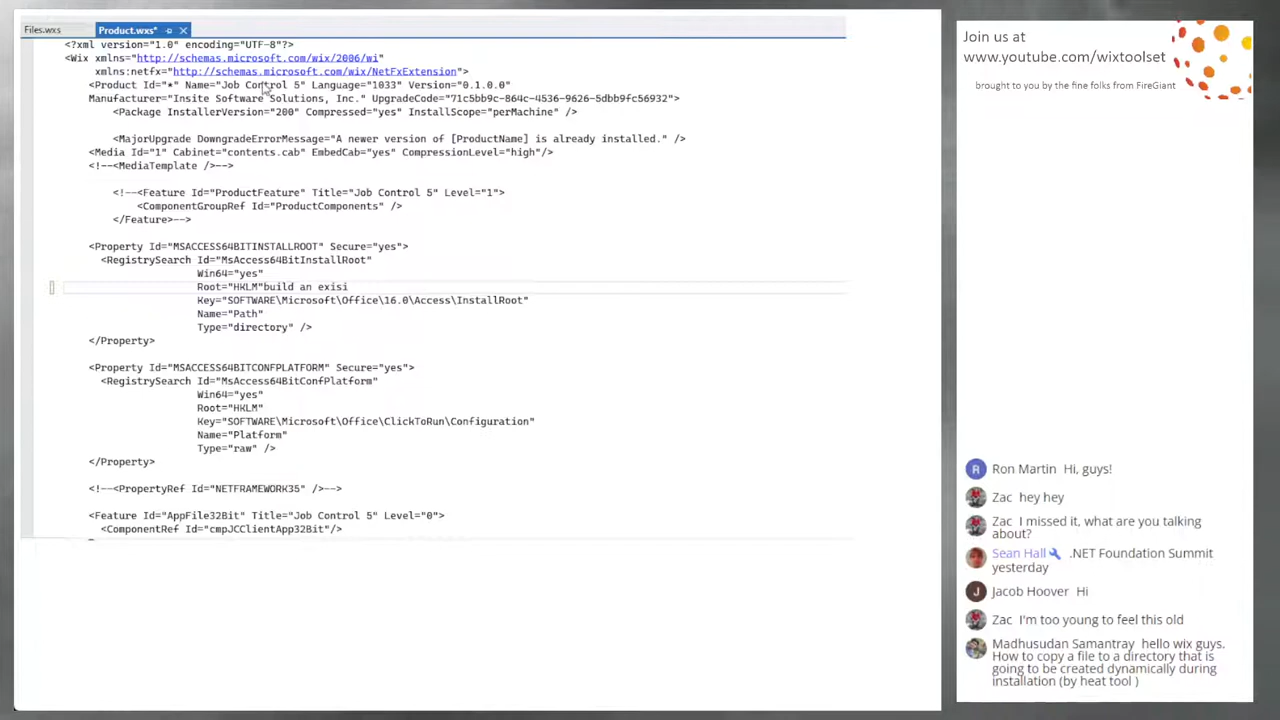 Files.wxs
Product.wxs*
<?xml version="1.0" encoding="UTF-8"?>
<Wix xmlns="http://schemas.microsoft.com/wix/2006/wi"
xmlns:netfx="http://schemas.microsoft.com/wix/NetFxExtension">
<Product Id="*" Name="Job Control 5" Language="1033" Version="0.1.0.0"
Manufacturer="Insite Software Solutions, Inc." UpgradeCode="71c5bb9c-864c-4536-9626-5dbb9fc56932">
<Package InstallerVersion="200" Compressed="yes" InstallScope="perMachine" />
<MajorUpgrade DowngradeErrorMessage="A newer version of [ProductName] is already installed." />
<Media Id="1" Cabinet="contents.cab" EmbedCab="yes" CompressionLevel="high"/>
<!--<MediaTemplate />-->
<!--<Feature Id="ProductFeature" Title="Job Control 5" Level="1">
<ComponentGroupRef Id="ProductComponents" />
</Feature>-->
<Property Id="MSACCESS64BITINSTALLROOT" Secure="yes">
<RegistrySearch Id="MsAccess64BitInstallRoot"
Win64="yes"
Root="HKLM"build an exisi
Key="SOFTWARE\Microsoft\Office\16.0\Access\InstallRoot"
Name="Path"
Type="directory" />
</Property>
<Property Id="MSACCESS64BITCONFPLATFORM" Secure="yes">
<RegistrySearch Id="MsAccess64BitConfPlatform"
Win64="yes"
Root="HKLM"
Key="SOFTWARE\Microsoft\Office\ClickToRun\Configuration"
Name="Platform"
Type="raw" />
</Property>
<!--<PropertyRef Id="NETFRAMEWORK35" />-->
<Feature Id="AppFile32Bit" Title="Job Control 5" Level="0">
<ComponentRef Id="cmpJCClientApp32Bit"/>
Join us at
www.youtube.com/wixtoolset
brought to you by the fine folks from FireGiant
R Ron Martin Hi, guys!
Zac hey hey
Zac I missed it, what are you talking
about?
Sean Hall .NET Foundation Summit
yesterday
J Jacob Hoover Hi
Zac I'm too young to feel this old
Madhusudan Samantray hello wix guys.
How to copy a file to a directory that is
going to be created dynamically during
installation (by heat tool )